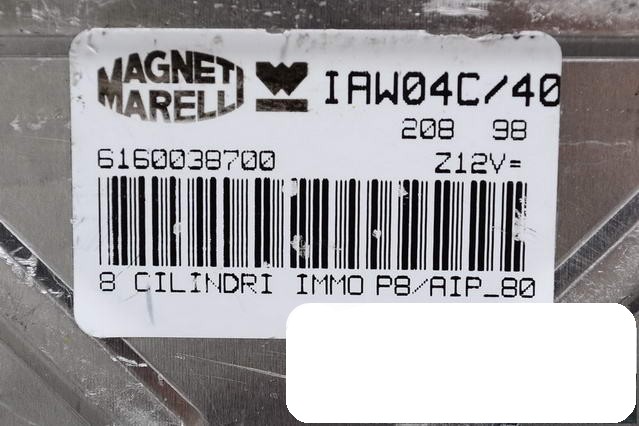 MAGNETI
MARELLI
IAW04C/40
208 98
6160038700 Z12V=
8 CILINDRI IMMO P8/AIP_80